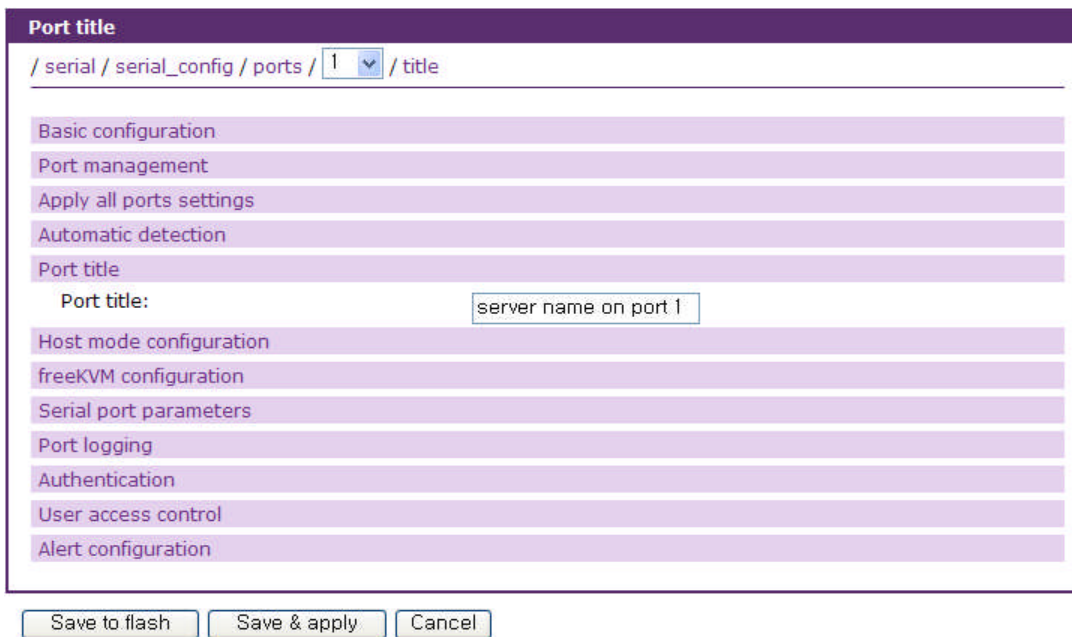 Port title
/ serial / serial_config / ports / 1 / title
Basic configuration
Port management
Apply all ports settings
Automatic detection
Port title
Port title: server name on port 1
Host mode configuration
freeKVM configuration
Serial port parameters
Port logging
Authentication
User access control
Alert configuration
Save to flash Save & apply Cancel